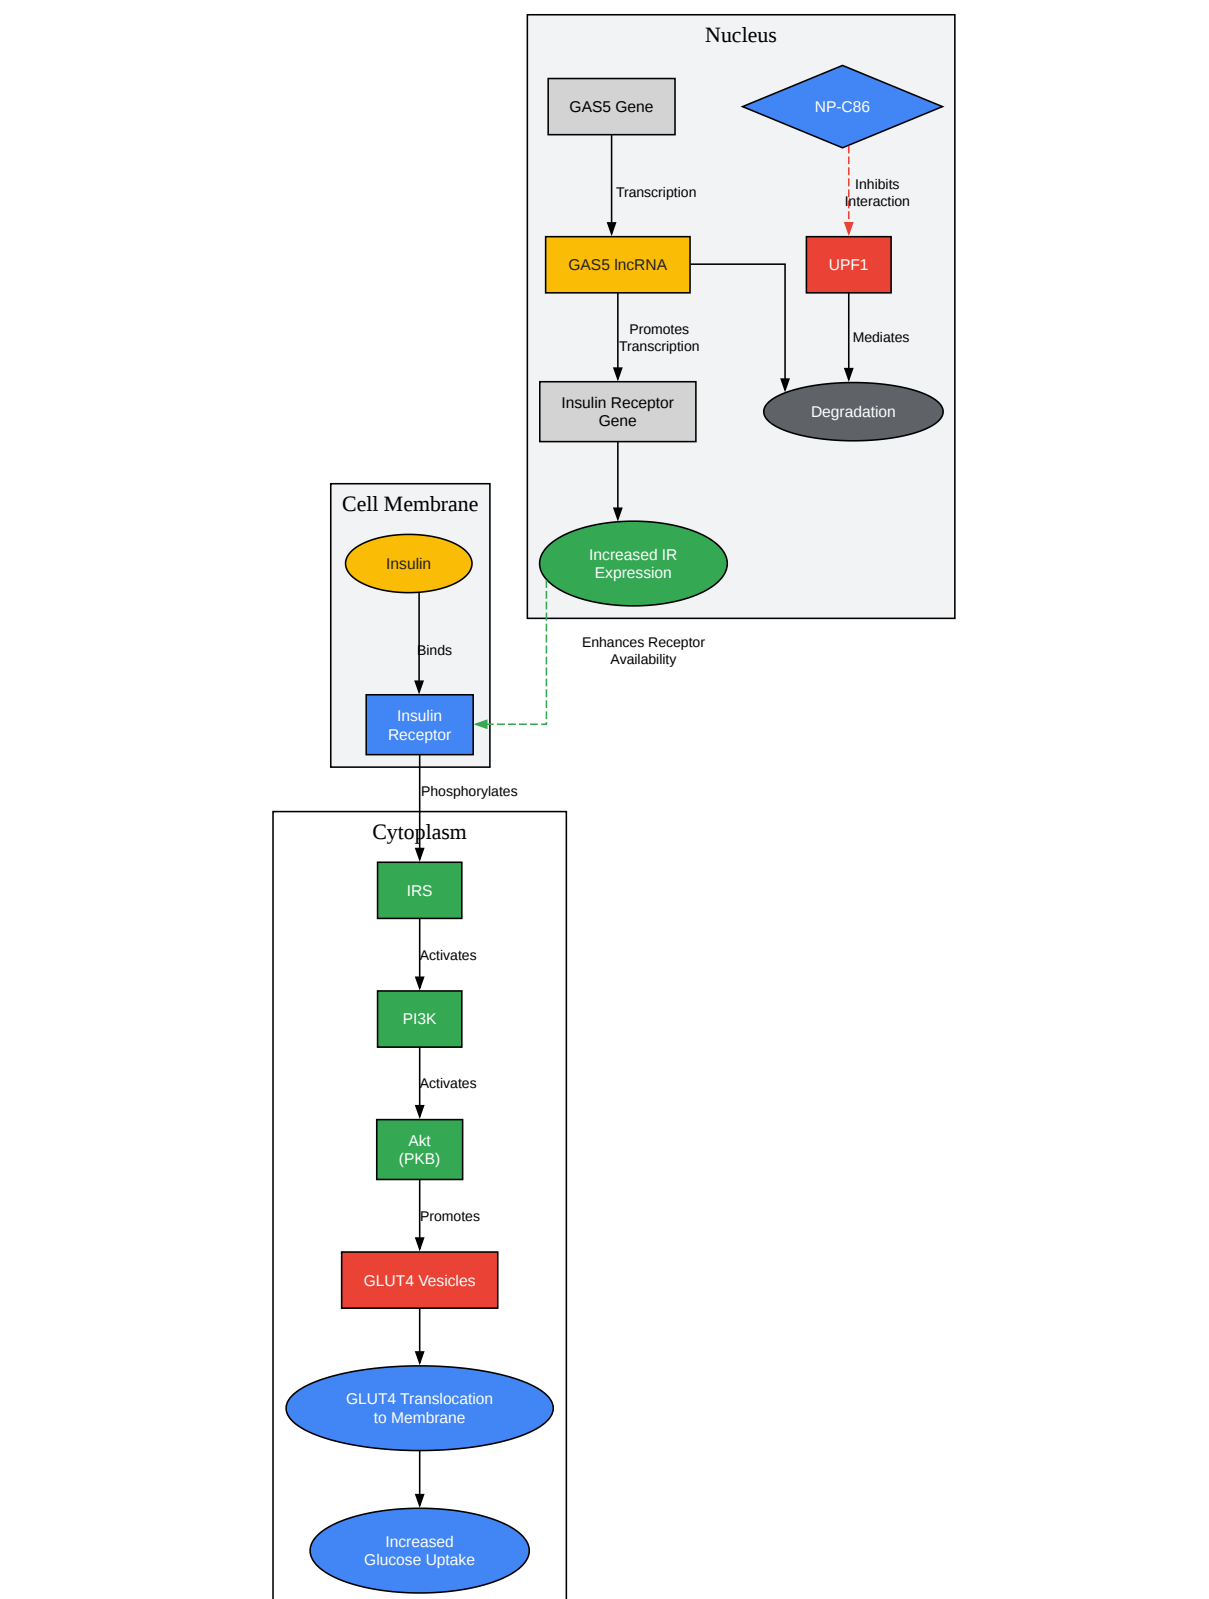 Nucleus
GAS5 Gene
NP-C86
Transcription
Inhibits
Interaction
GAS5 lncRNA
UPF1
Promotes
Transcription
Mediates
Insulin Receptor
Gene
Degradation
Cell Membrane
Insulin
Increased IR
Expression
Binds
Enhances Receptor
Availability
Insulin
Receptor
Phosphorylates
Cytoplasm
IRS
Activates
PI3K
Activates
Akt
(PKB)
Promotes
GLUT4 Vesicles
GLUT4 Translocation
to Membrane
Increased
Glucose Uptake